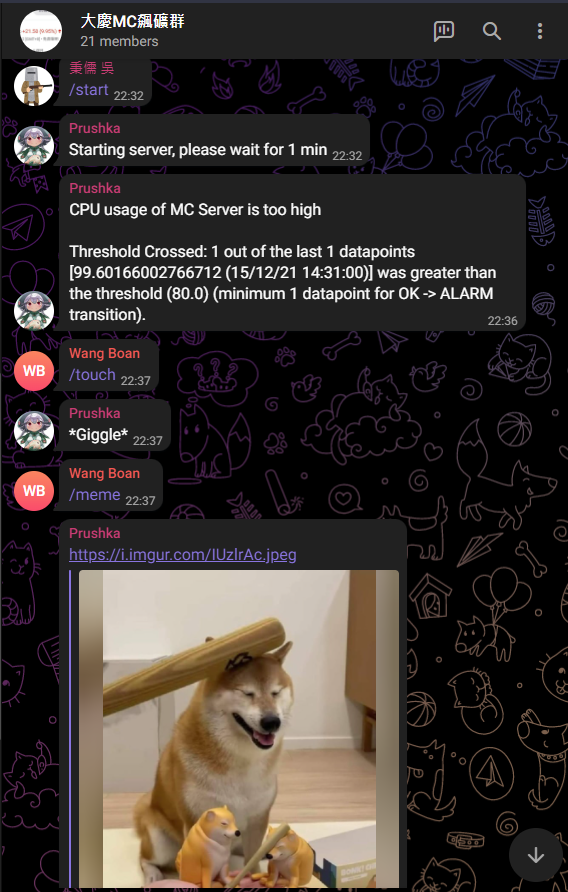 大慶MC飆礦群
21 members
秉儒 吳
/start 22:32
Prushka
Starting server, please wait for 1 min 22:32
Prushka
CPU usage of MC Server is too high
Threshold Crossed: 1 out of the last 1 datapoints
[99.60166002766712 (15/12/21 14:31:00)] was greater than
the threshold (80.0) (minimum 1 datapoint for OK -> ALARM
transition).
22:36
Wang Boan
WB
/touch 22:37
Prushka
*Giggle* 22:37
Wang Boan
WB
/meme 22:37
Prushka
https://i.imgur.com/IUzlrAc.jpeg